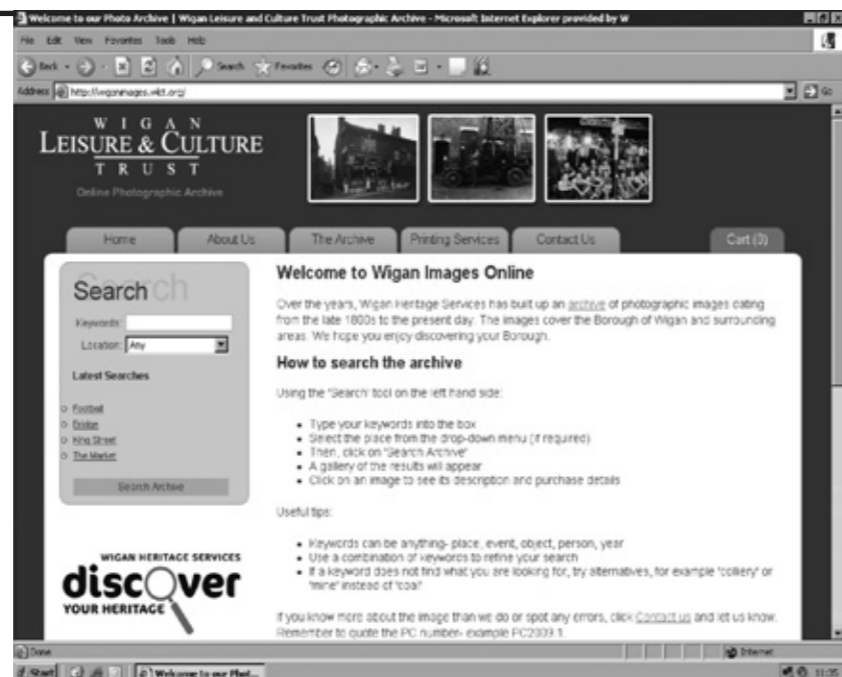 Welcome to our Photo Archive | Wigan Leisure and Culture Trust Photographic Archive - Microsoft Internet Explorer provided by W
File Edit View Favorites Tools Help
Back Search Favorites
Address http://wiganimages.wlct.org/ Go
WIGAN
LEISURE & CULTURE
TRUST
Online Photographic Archive
Home About Us The Archive Printing Services Contact Us Cart (0)
Search
Keywords:
Location: Any
Latest Searches
Football
Bridge
King Street
The Market
Search Archive
WIGAN HERITAGE SERVICES
discover
YOUR HERITAGE
Welcome to Wigan Images Online
Over the years, Wigan Heritage Services has built up an archive of photographic images dating
from the late 1800s to the present day. The images cover the Borough of Wigan and surrounding
areas. We hope you enjoy discovering your Borough.
How to search the archive
Using the 'Search' tool on the left hand side:
Type your keywords into the box
Select the place from the drop-down menu (if required)
Then, click on 'Search Archive'
A gallery of the results will appear
Click on an image to see its description and purchase details
Useful tips:
Keywords can be anything- place, event, object, person, year
Use a combination of keywords to refine your search
If a keyword does not find what you are looking for, try alternatives, for example 'colliery' or
'mine' instead of 'coal'
If you know more about the image than we do or spot any errors, click Contact us and let us know.
Remember to quote the PC number- example PC2009.1.
Done Internet
Start Welcome to our Phot... 11:35